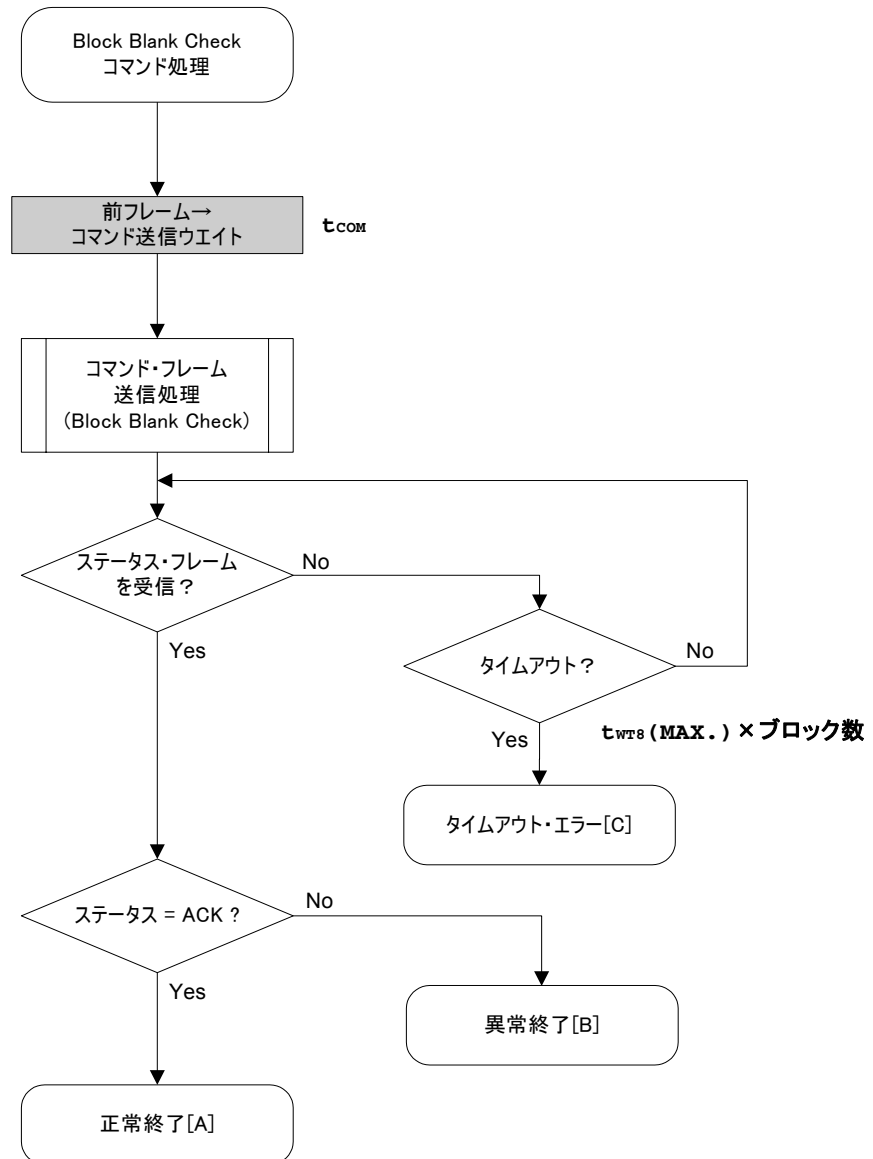 Block Blank Check
コマンド処理
前フレーム→
コマンド送信ウエイト
tCOM
コマンド・フレーム
送信処理
(Block Blank Check)
ステータス・フレーム
を受信？
No
Yes
タイムアウト？
No
tWT8(MAX.)×ブロック数
Yes
タイムアウト・エラー[C]
ステータス = ACK ?
No
Yes
異常終了[B]
正常終了[A]